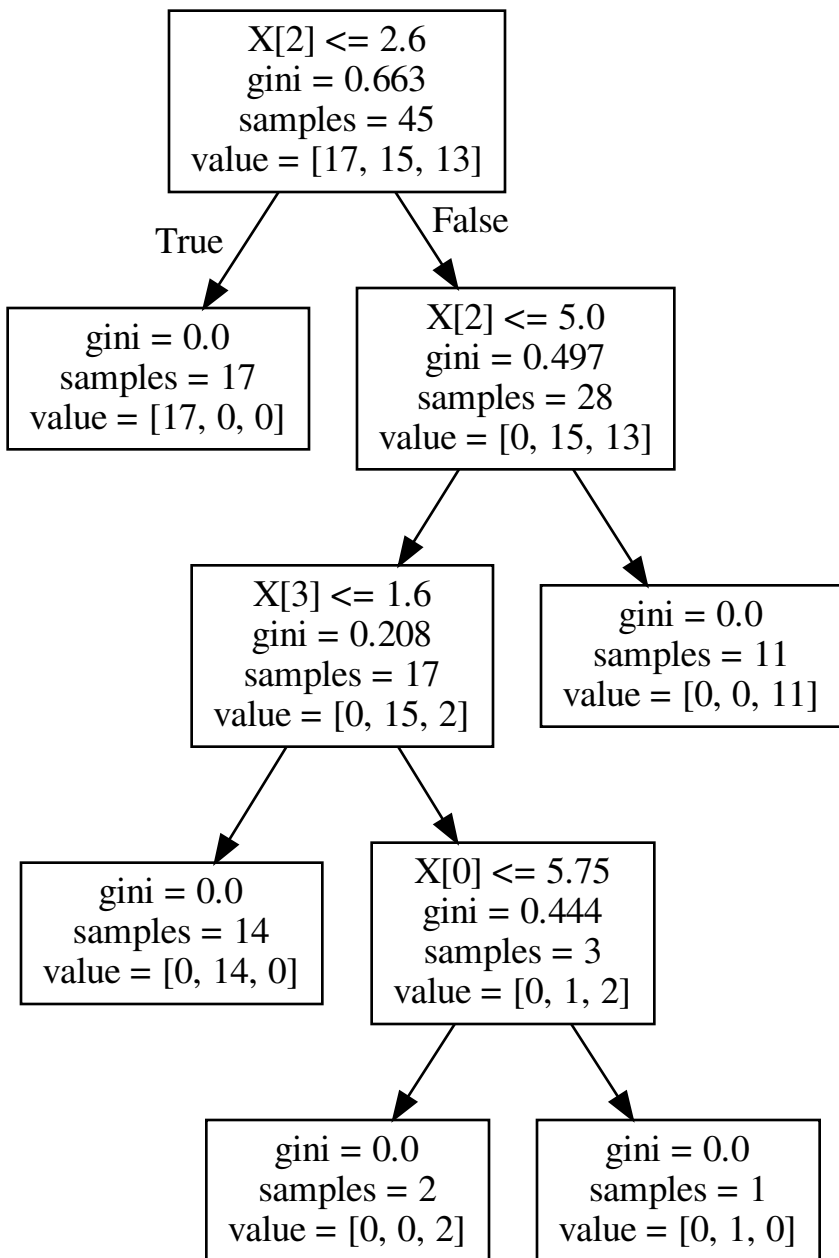 X[2] <= 2.6
gini = 0.663
samples = 45
value = [17, 15, 13]
True
False
gini = 0.0
samples = 17
value = [17, 0, 0]
X[2] <= 5.0
gini = 0.497
samples = 28
value = [0, 15, 13]
X[3] <= 1.6
gini = 0.208
samples = 17
value = [0, 15, 2]
gini = 0.0
samples = 11
value = [0, 0, 11]
gini = 0.0
samples = 14
value = [0, 14, 0]
X[0] <= 5.75
gini = 0.444
samples = 3
value = [0, 1, 2]
gini = 0.0
samples = 2
value = [0, 0, 2]
gini = 0.0
samples = 1
value = [0, 1, 0]